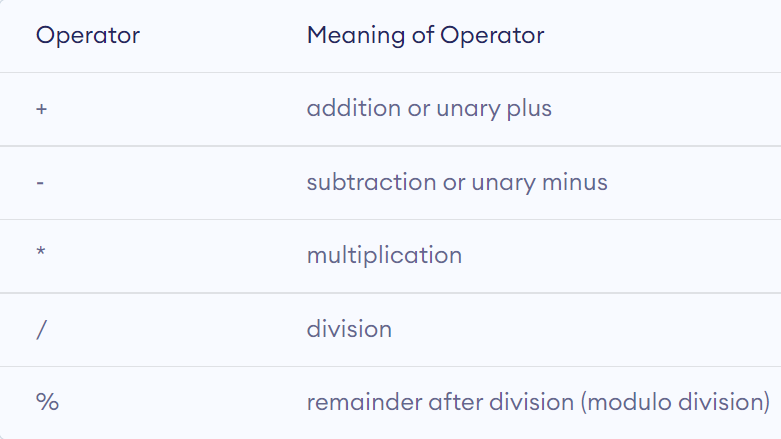 Operator Meaning of Operator
+ addition or unary plus
- subtraction or unary minus
* multiplication
/ division
% remainder after division (modulo division)